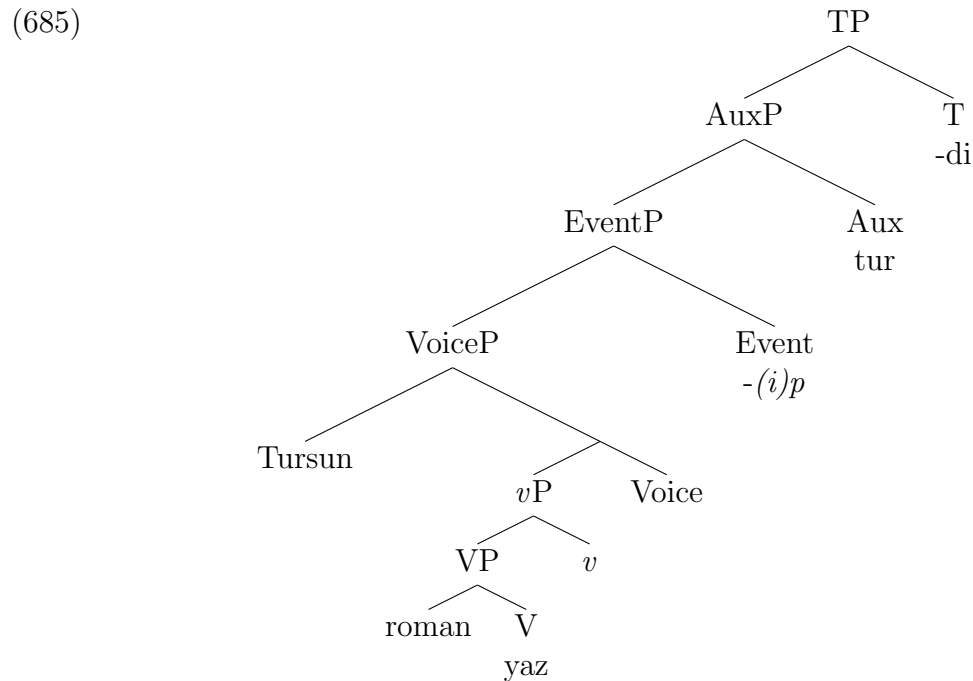 (685)
TP
AuxP T
-di
EventP Aux
tur
VoiceP Event
-(i)p
Tursun
vP Voice
VP v
roman V
yaz